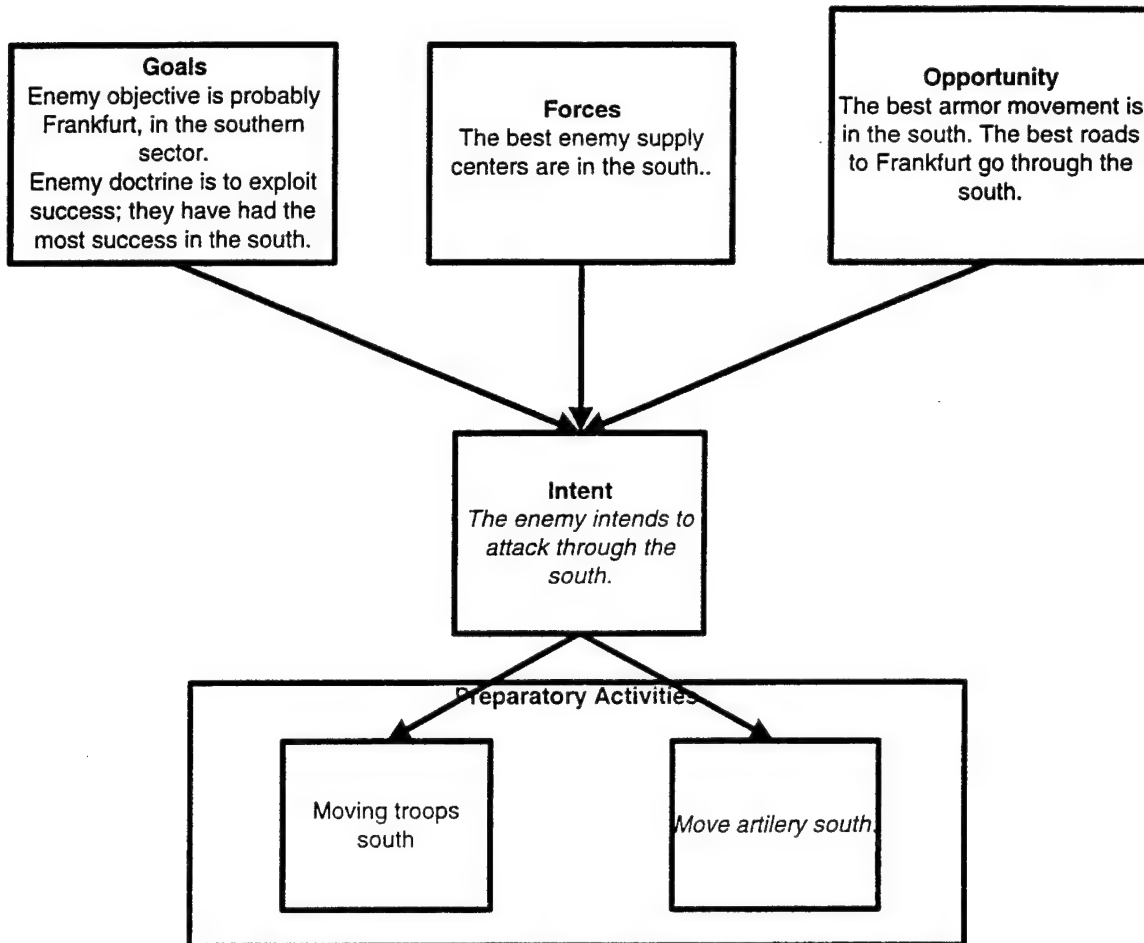 Goals
Enemy objective is probably
Frankfurt, in the southern
sector.
Enemy doctrine is to exploit
success; they have had the
most success in the south.
Forces
The best enemy supply
centers are in the south..
Opportunity
The best armor movement is
in the south. The best roads
to Frankfurt go through the
south.
Intent
The enemy intends to
attack through the
south.
Preparatory Activities
Moving troops
south
Move artilery south.